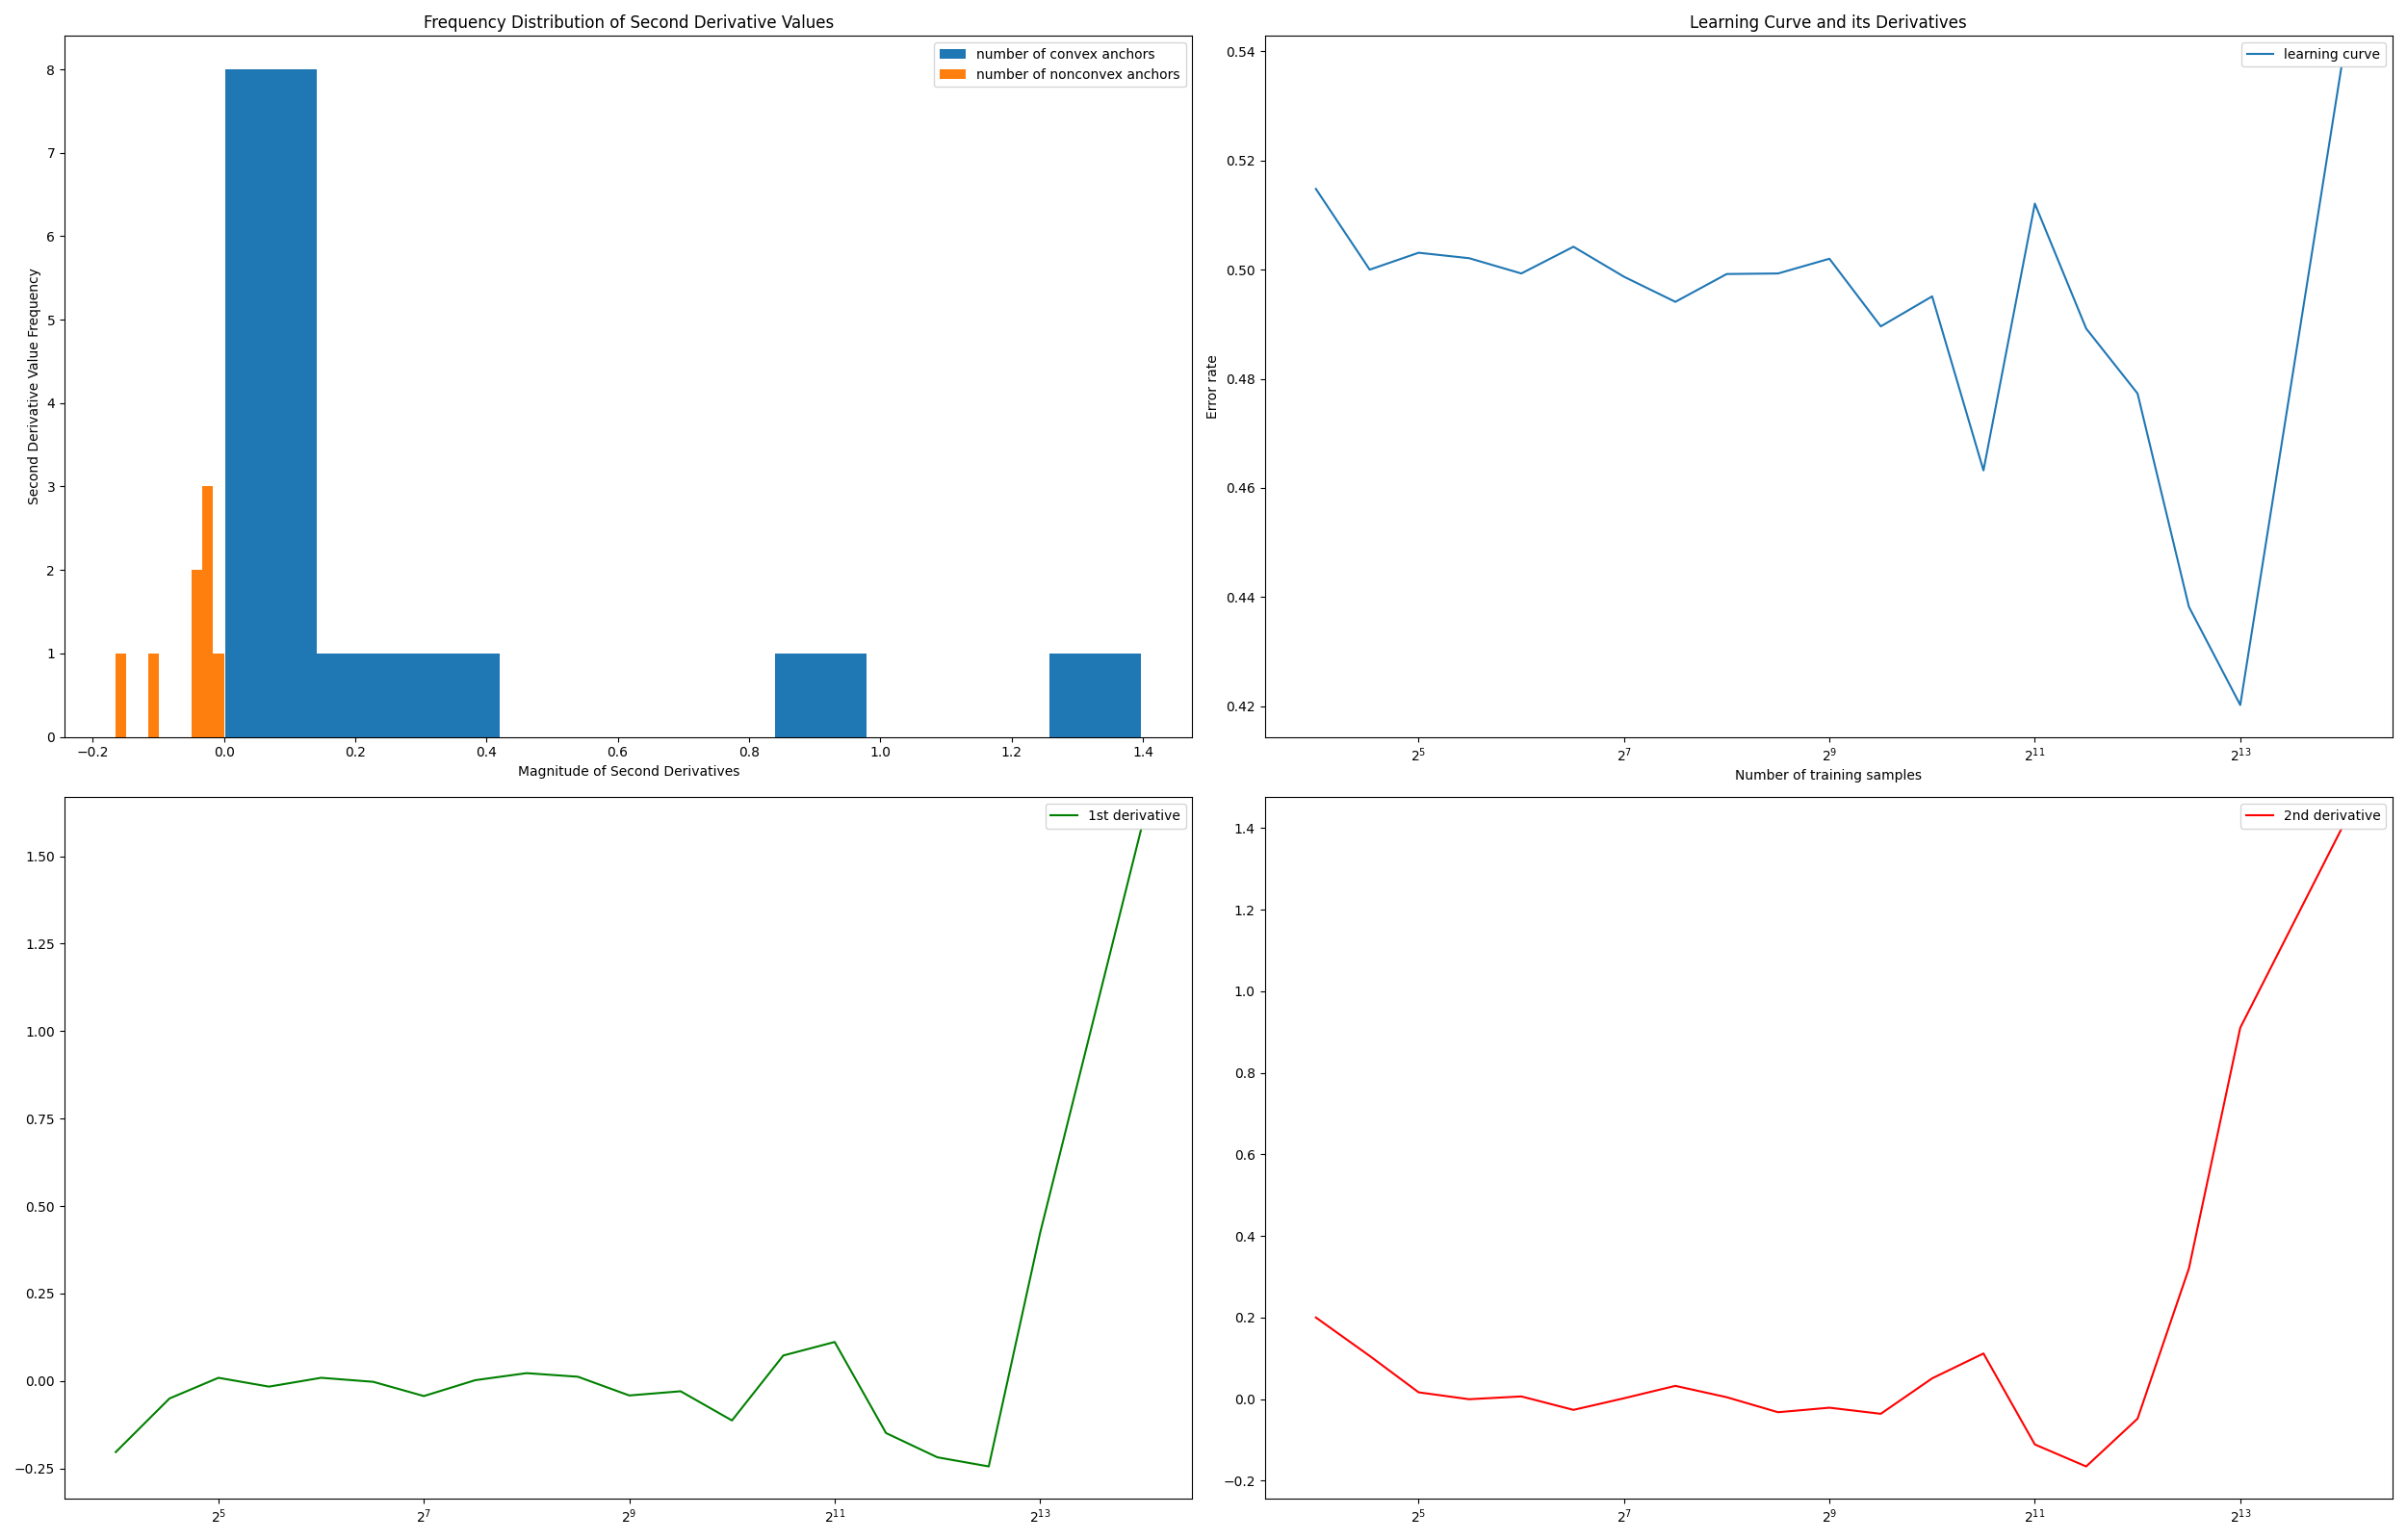 Frequency Distribution of Second Derivative Values
number of convex anchors
number of nonconvex anchors
Second Derivative Value Frequency
8
7
6
5
4
3
2
1
0
−0.2 0.0 0.2 0.4 0.6 0.8 1.0 1.2 1.4
Magnitude of Second Derivatives
Learning Curve and its Derivatives
learning curve
Error rate
0.54
0.52
0.50
0.48
0.46
0.44
0.42
2^5 2^7 2^9 2^11 2^13
Number of training samples
1st derivative
1.50
1.25
1.00
0.75
0.50
0.25
0.00
−0.25
2^5 2^7 2^9 2^11 2^13
2nd derivative
1.4
1.2
1.0
0.8
0.6
0.4
0.2
0.0
−0.2
2^5 2^7 2^9 2^11 2^13